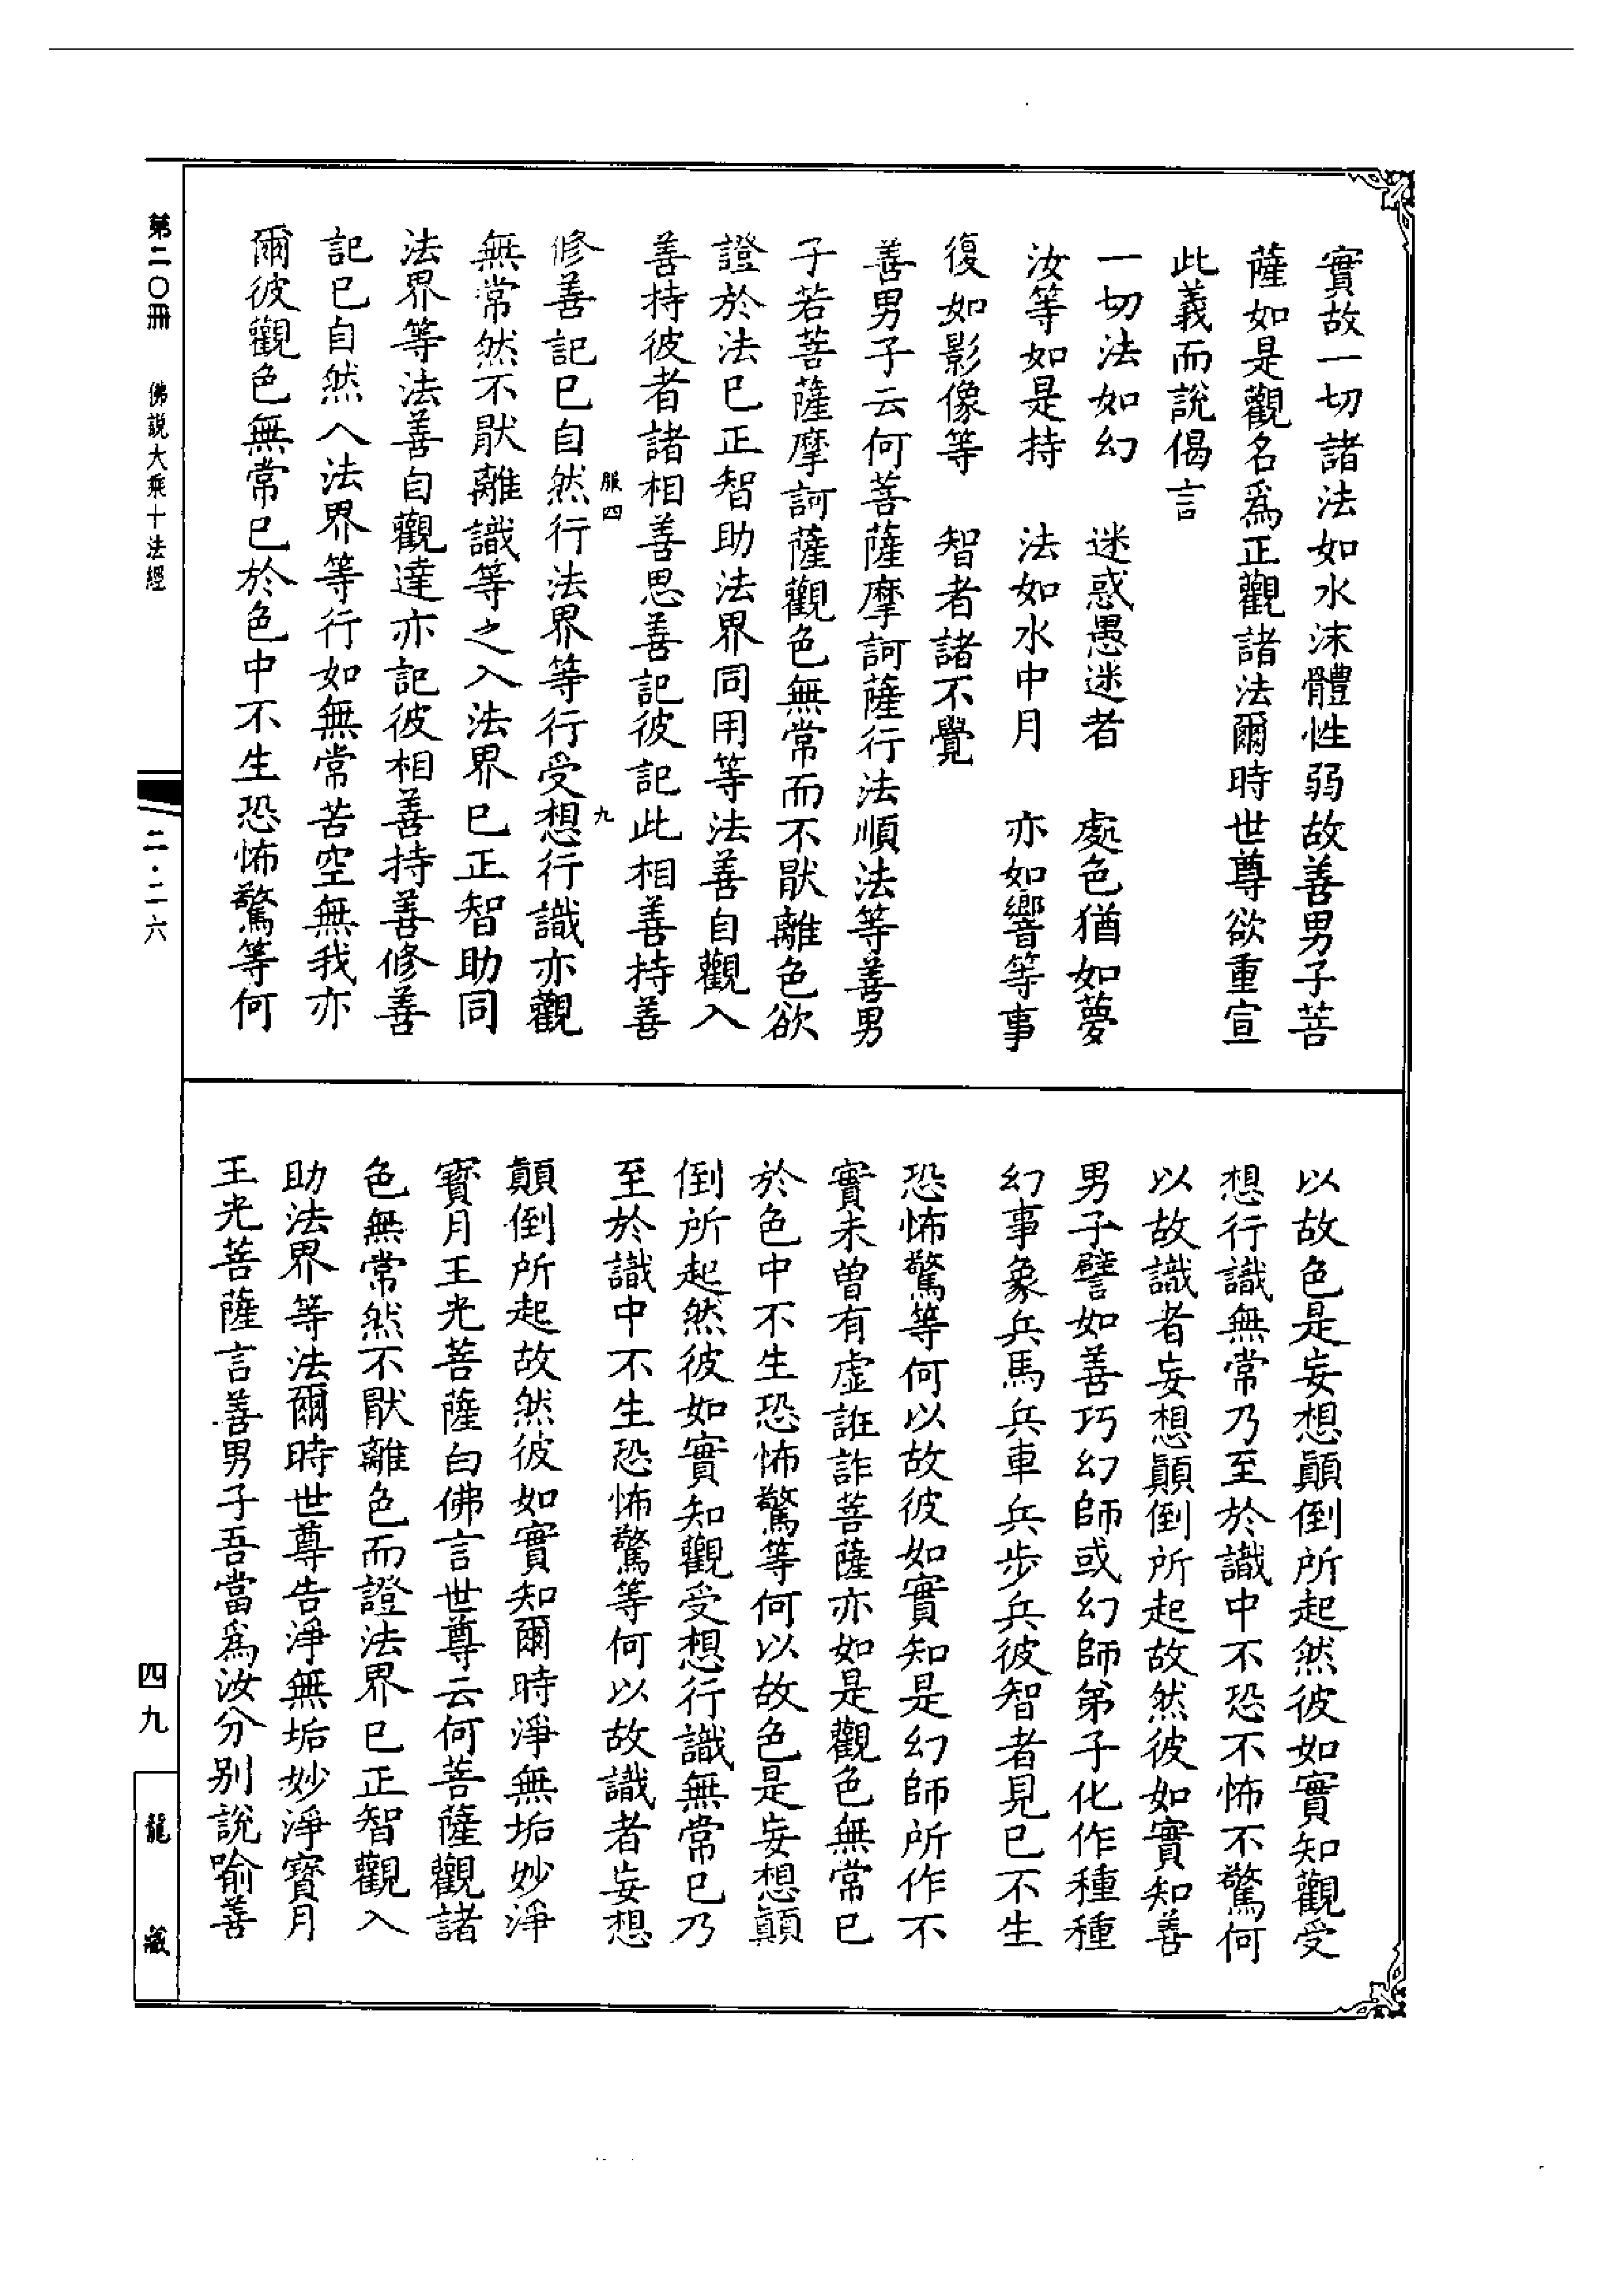 實故一切諸法如水沫體性弱故善男子菩
薩如是觀名爲正觀諸法爾時世尊欲重宣
此義而說偈言
一切法如幻　迷惑愚迷者　處色猶如夢
汝等如是持　法如水中月　亦如響等事
復如影像等　智者諸不覺
善男子云何菩薩摩訶薩行法順法等善男
子若菩薩摩訶薩觀色無常而不猒離色欲
證於法已正智助法界同用等法善自觀入
善持彼者諸相善思善記彼記此相善持善
服四　九
修善記已自然行法界等行受想行識亦觀
無常然不猒離識等之入法界已正智助同
法界等法善自觀達亦記彼相善持善修善
記已自然入法界等行如無常苦空無我亦
爾彼觀色無常已於色中不生恐怖驚等何
以故色是妄想顚倒所起然彼如實知觀受
想行識無常乃至於識中不恐不怖不驚何
以故識者妄想顚倒所起故然彼如實知善
男子譬如善巧幻師或幻師弟子化作種種
幻事象兵馬兵車兵步兵彼智者見已不生
恐怖驚等何以故彼如實知是幻師所作不
實未曾有虛誑詐菩薩亦如是觀色無常已
於色中不生恐怖驚等何以故色是妄想顚
倒所起然彼如實知觀受想行識無常已乃
至於識中不生恐怖驚等何以故識者妄想
顚倒所起故然彼如實知爾時淨無垢妙淨
寳月王光菩薩白佛言世尊云何菩薩觀諸
色無常然不猒離色而證法界已正智觀入
助法界等法爾時世尊告淨無垢妙淨寳月
王光菩薩言善男子吾當爲汝分别說喻善
第二〇冊　佛說大乘十法經
二·二六
四九
龍藏